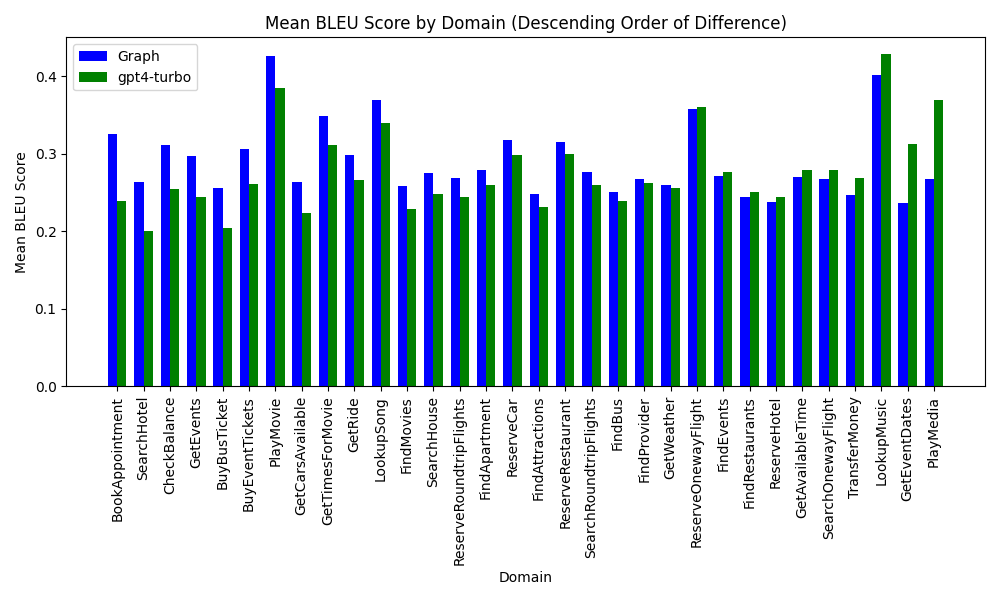 Mean BLEU Score by Domain (Descending Order of Difference)
Graph
gpt4-turbo
Mean BLEU Score
0.4
0.3
0.2
0.1
0.0
BookAppointment
SearchHotel
CheckBalance
GetEvents
BuyBusTicket
BuyEventTickets
PlayMovie
GetCarsAvailable
GetTimesForMovie
GetRide
LookupSong
FindMovies
SearchHouse
ReserveRoundtripFlights
FindApartment
ReserveCar
FindAttractions
ReserveRestaurant
SearchRoundtripFlights
FindBus
FindProvider
GetWeather
ReserveOnewayFlight
FindEvents
FindRestaurants
ReserveHotel
GetAvailableTime
SearchOnewayFlight
TransferMoney
LookupMusic
GetEventDates
PlayMedia
Domain